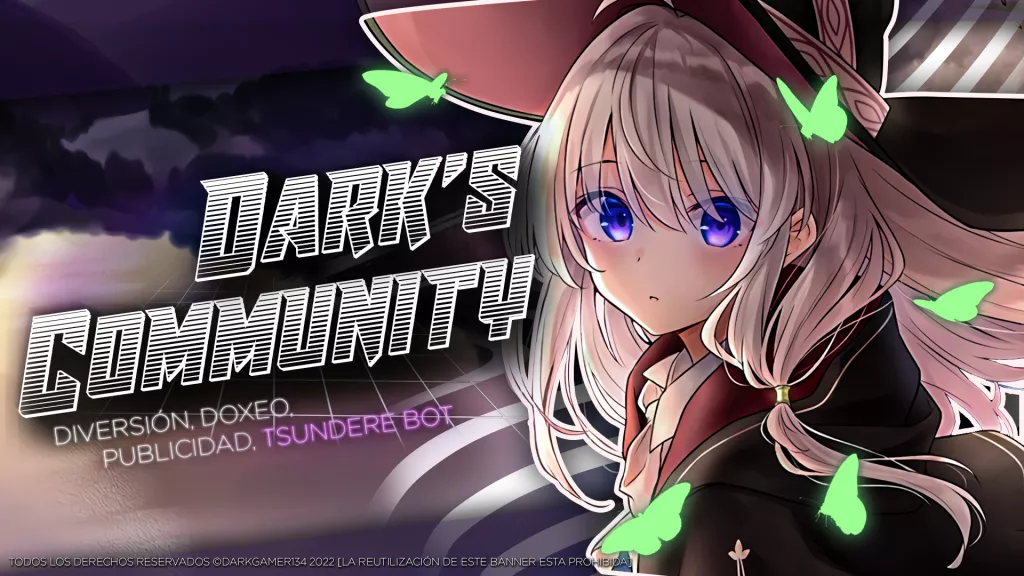 DARK'S
COMMUNITY
DIVERSIÓN, DOXEO,
PUBLICIDAD, TSUNDERE BOT
TODOS LOS DERECHOS RESERVADOS ©DARKGAMER134 2022 [LA REUTILIZACIÓN DE ESTE BANNER ESTA PROHIBIDA]